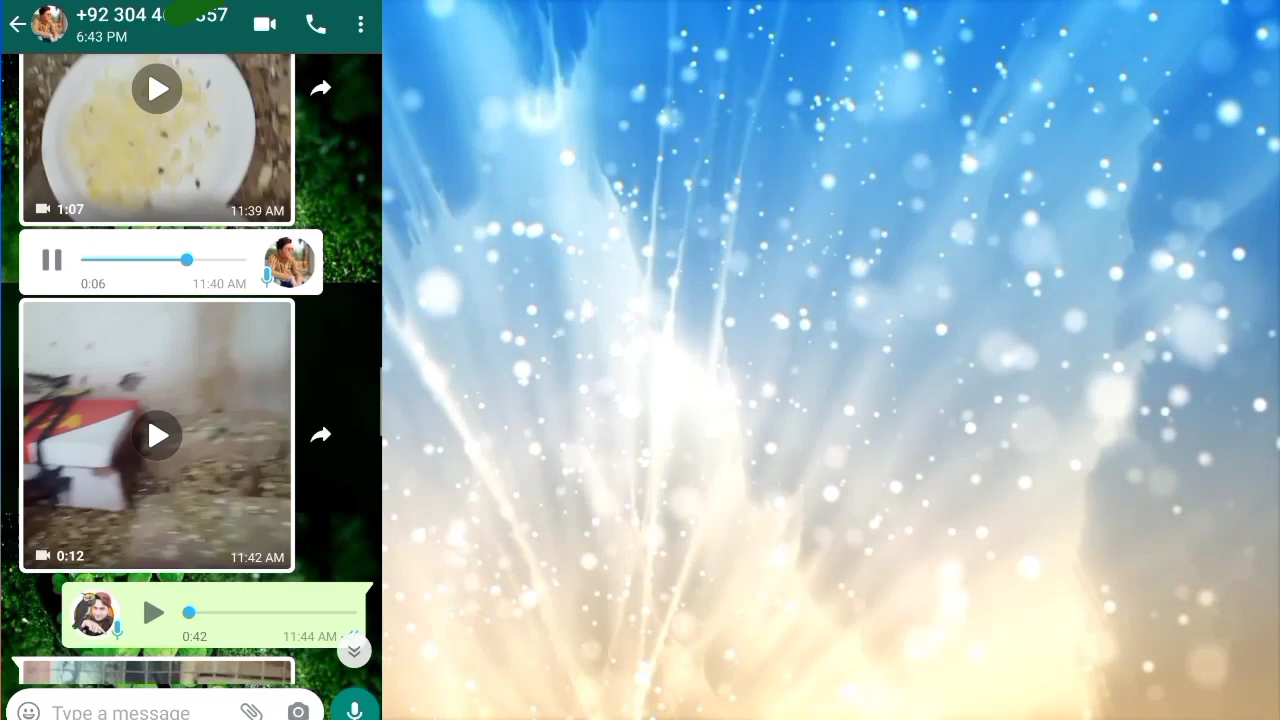 +92 304 4 357
6:43 PM
1:07
11:39 AM
0:06
11:40 AM
0:12
11:42 AM
0:42
11:44 AM
Type a message